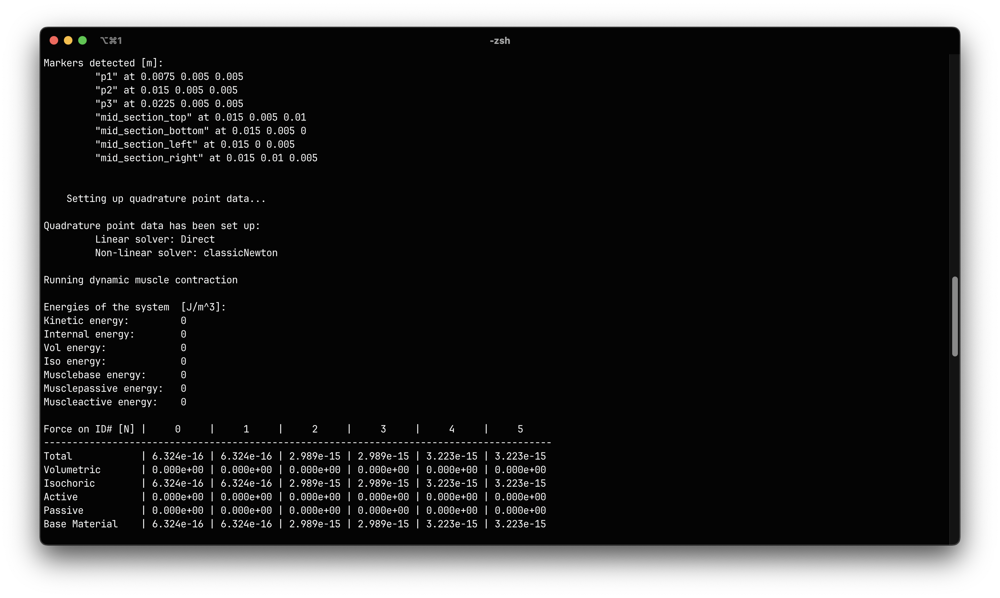 ⌥⌘1
-zsh
Markers detected [m]:
"p1" at 0.0075 0.005 0.005
"p2" at 0.015 0.005 0.005
"p3" at 0.0225 0.005 0.005
"mid_section_top" at 0.015 0.005 0.01
"mid_section_bottom" at 0.015 0.005 0
"mid_section_left" at 0.015 0 0.005
"mid_section_right" at 0.015 0.01 0.005
Setting up quadrature point data...
Quadrature point data has been set up:
Linear solver: Direct
Non-linear solver: classicNewton
Running dynamic muscle contraction
Energies of the system  [J/m^3]:
Kinetic energy:         0
Internal energy:        0
Vol energy:             0
Iso energy:             0
Musclebase energy:      0
Musclepassive energy:   0
Muscleactive energy:    0
Force on ID# [N] |     0     |     1     |     2     |     3     |     4     |     5
-----------------------------------------------------------------------------------------
Total            | 6.324e-16 | 6.324e-16 | 2.989e-15 | 2.989e-15 | 3.223e-15 | 3.223e-15
Volumetric       | 0.000e+00 | 0.000e+00 | 0.000e+00 | 0.000e+00 | 0.000e+00 | 0.000e+00
Isochoric        | 6.324e-16 | 6.324e-16 | 2.989e-15 | 2.989e-15 | 3.223e-15 | 3.223e-15
Active           | 0.000e+00 | 0.000e+00 | 0.000e+00 | 0.000e+00 | 0.000e+00 | 0.000e+00
Passive          | 0.000e+00 | 0.000e+00 | 0.000e+00 | 0.000e+00 | 0.000e+00 | 0.000e+00
Base Material    | 6.324e-16 | 6.324e-16 | 2.989e-15 | 2.989e-15 | 3.223e-15 | 3.223e-15